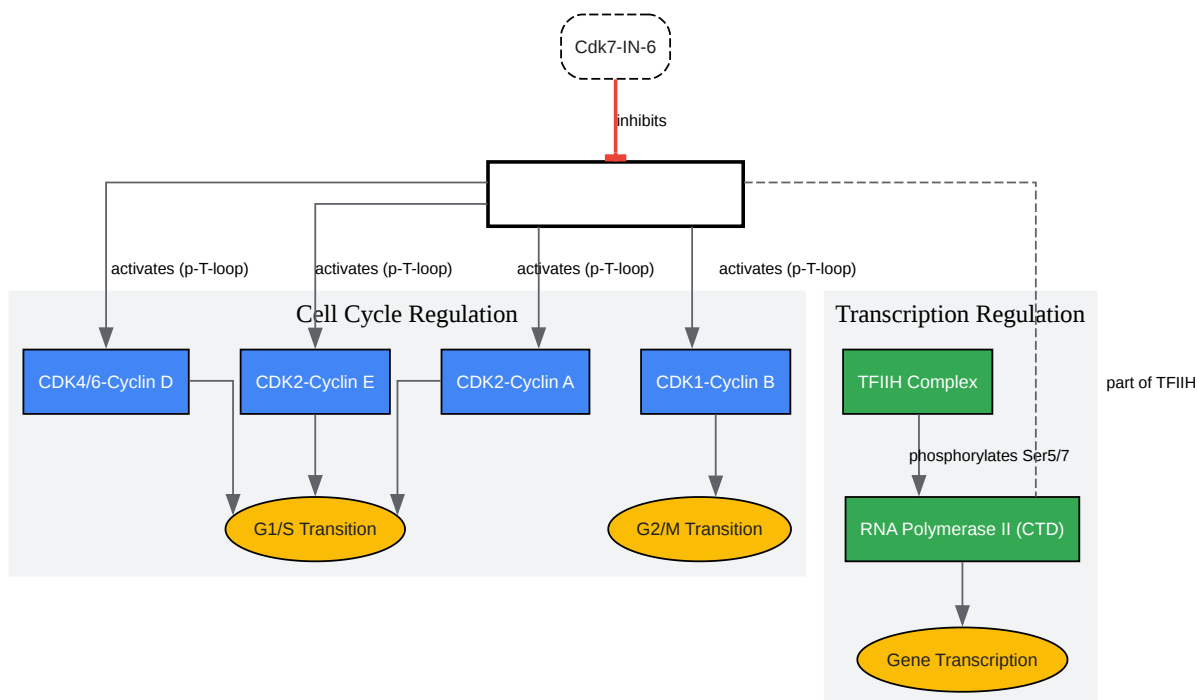 Cdk7-IN-6
inhibits
activates (p-T-loop)
activates (p-T-loop)
activates (p-T-loop)
activates (p-T-loop)
Cell Cycle Regulation
Transcription Regulation
CDK4/6-Cyclin D
CDK2-Cyclin E
CDK2-Cyclin A
CDK1-Cyclin B
TFIIH Complex
part of TFIIH
phosphorylates Ser5/7
G1/S Transition
G2/M Transition
RNA Polymerase II (CTD)
Gene Transcription